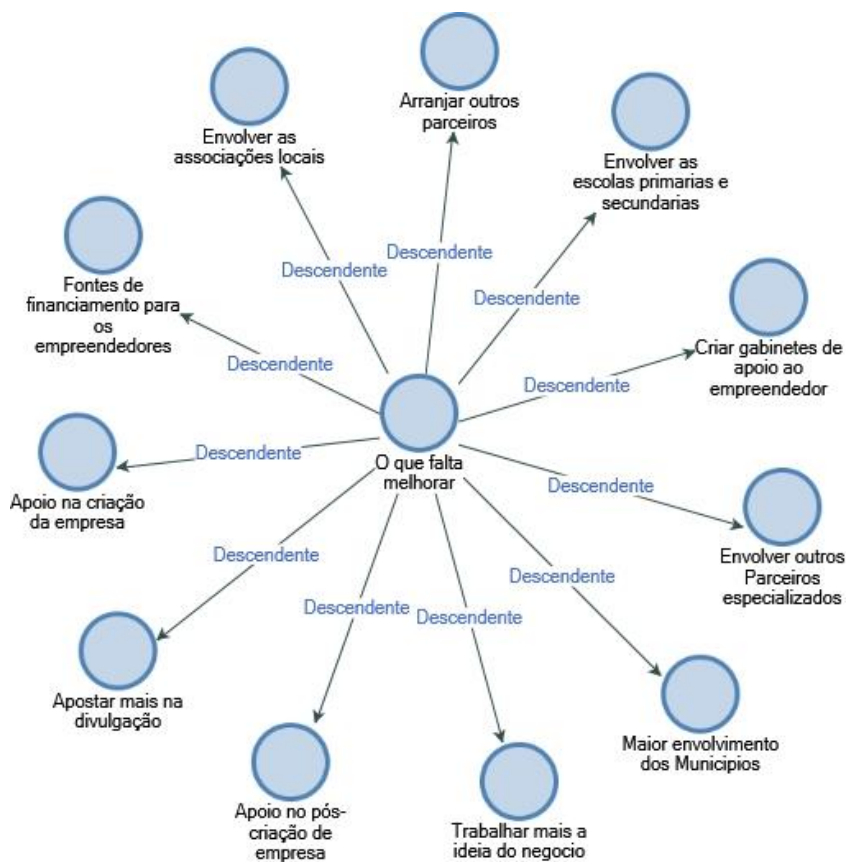 Arranjar outros
parceiros
Envolver as
associações locais
Envolver as
escolas primarias e
secundarias
Descendente
Descendente
Descendente
Fontes de
financiamento para
os
empreendedores
Criar gabinetes de
apoio ao
empreendedor
Descendente
Descendente
Descendente
O que falta
melhorar
Apoio na criação
da empresa
Descendente
Envolver outros
Parceiros
especializados
Descendente
Descendente
Descendente
Descendente
Apostar mais na
divulgação
Maior envolvimento
dos Municipios
Apoio no pós-
criação de
empresa
Trabalhar mais a
ideia do negocio